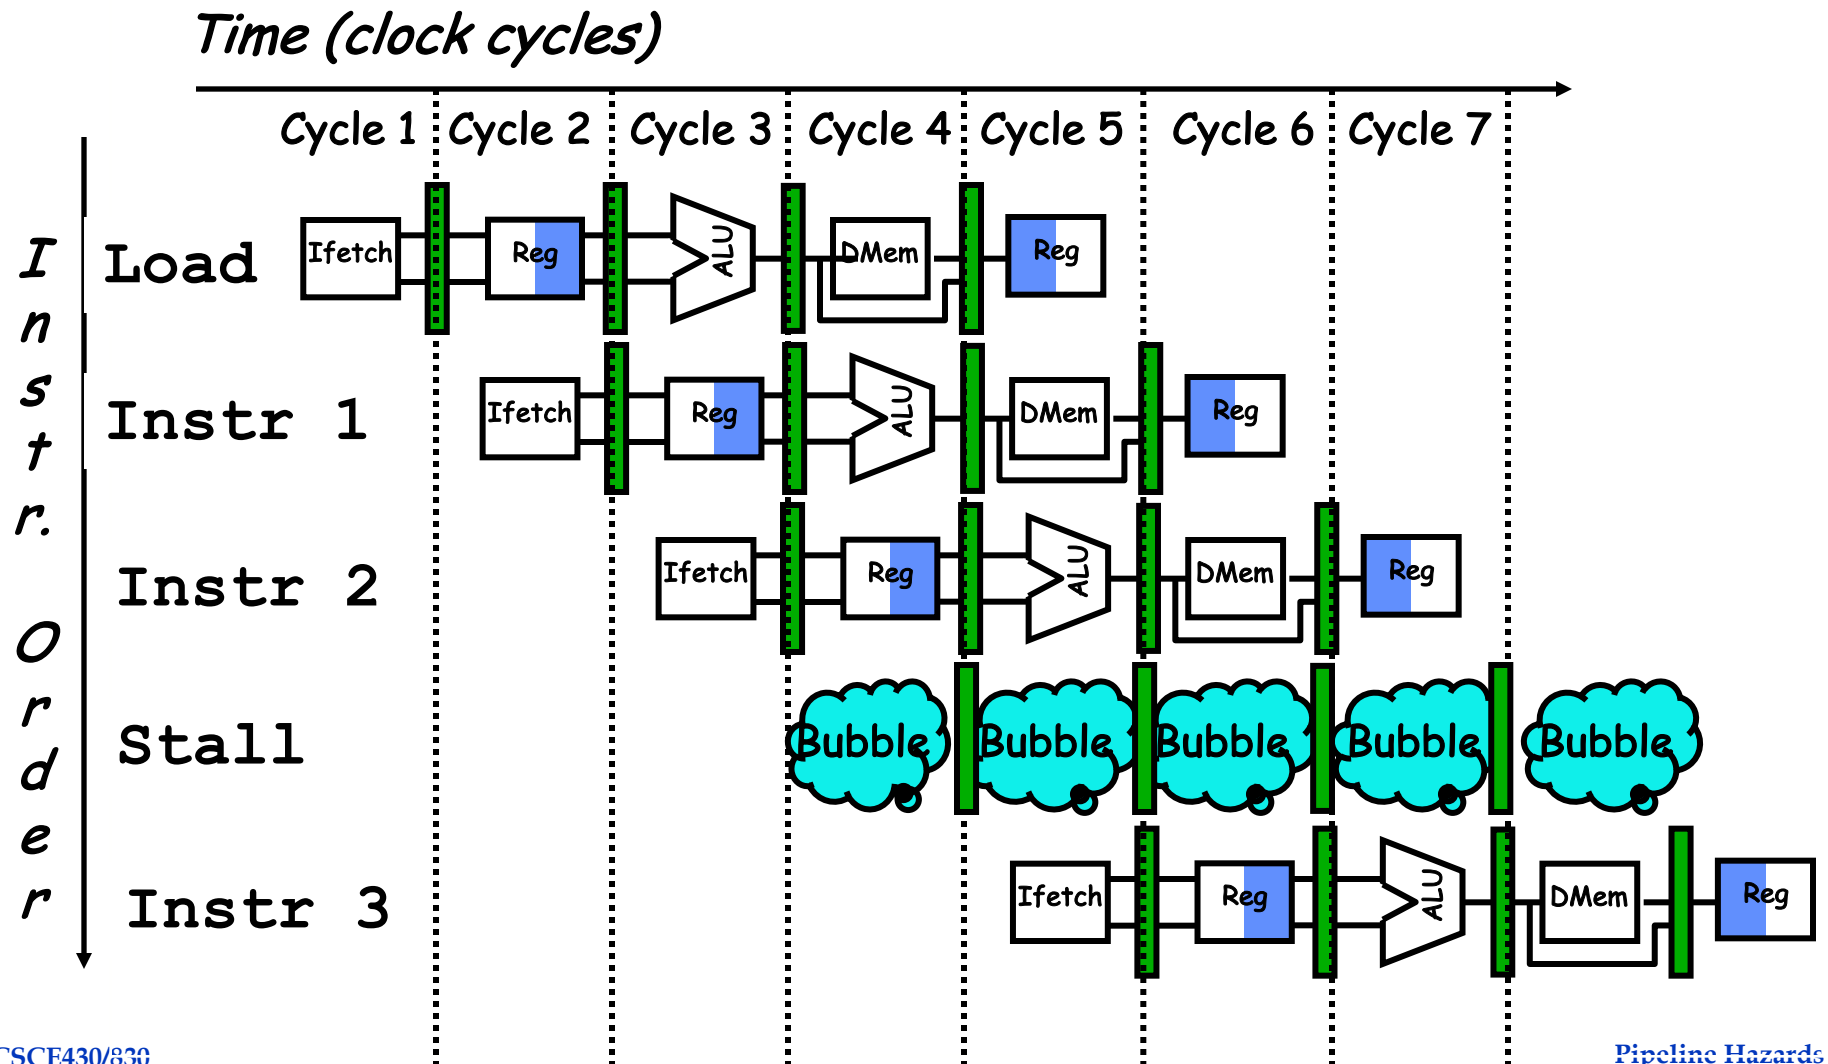 Time (clock cycles)
Cycle 1 Cycle 2 Cycle 3 Cycle 4 Cycle 5 Cycle 6 Cycle 7
Instr. Order
Load Ifetch Reg ALU DMem Reg
Instr 1 Ifetch Reg ALU DMem Reg
Instr 2 Ifetch Reg ALU DMem Reg
Stall Bubble Bubble Bubble Bubble Bubble
Instr 3 Ifetch Reg ALU DMem Reg
CSCE430/830 Pipeline Hazards